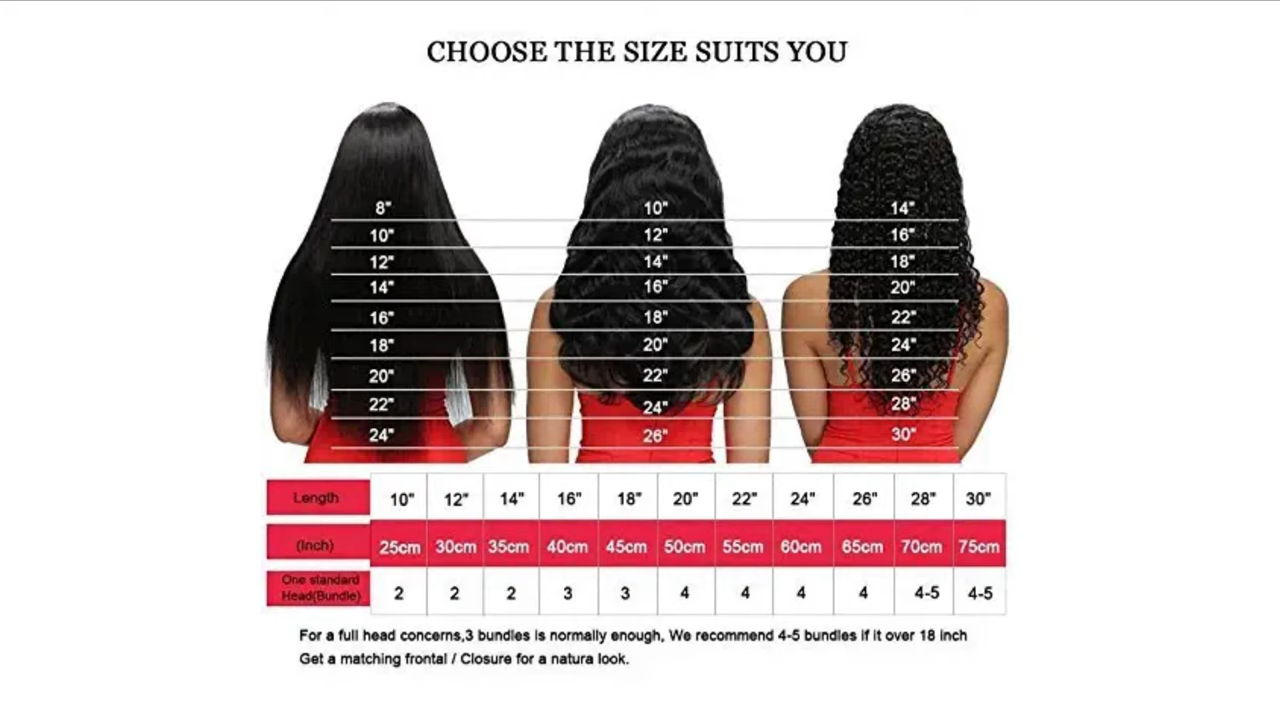 CHOOSE THE SIZE SUITS YOU
8" 10" 14"
10" 12" 16"
12" 14" 18"
14" 16" 20"
16" 18" 22"
18" 20" 24"
20" 22" 26"
22" 24" 28"
24" 26" 30"
Length 10" 12" 14" 16" 18" 20" 22" 24" 26" 28" 30"
(Inch) 25cm 30cm 35cm 40cm 45cm 50cm 55cm 60cm 65cm 70cm 75cm
One standard
Head(Bundle) 2 2 2 3 3 4 4 4 4 4-5 4-5
For a full head concerns,3 bundles is normally enough, We recommend 4-5 bundles if it over 18 inch
Get a matching frontal / Closure for a natura look.